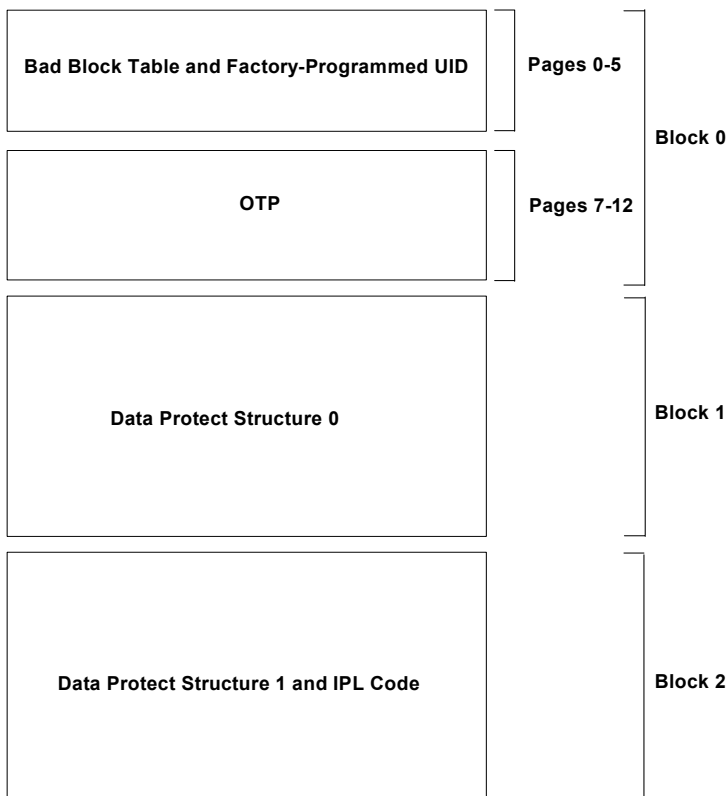 Bad Block Table and Factory-Programmed UID
Pages 0-5
Block 0
OTP
Pages 7-12
Data Protect Structure 0
Block 1
Data Protect Structure 1 and IPL Code
Block 2